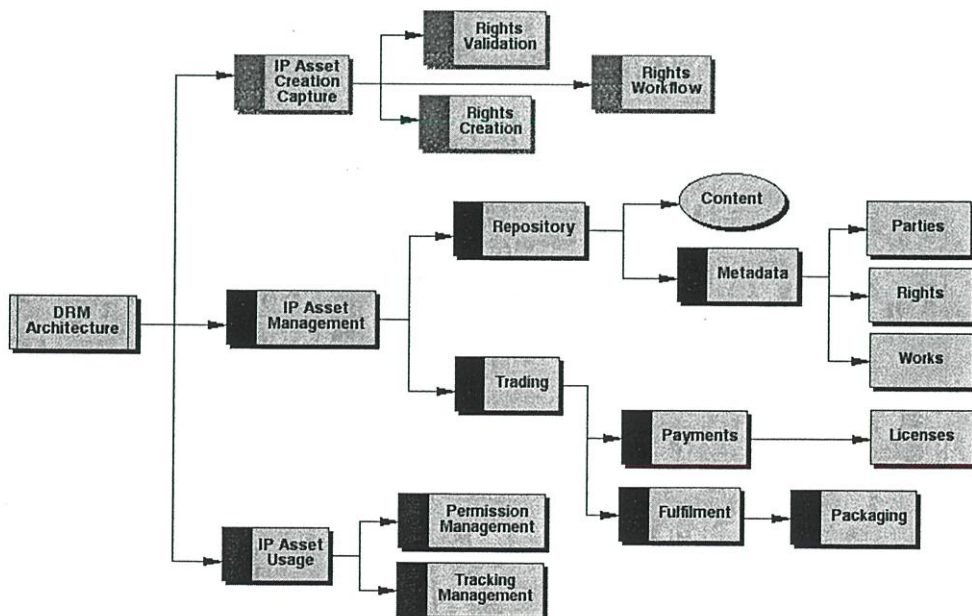 Rights
Validation
IP Asset
Creation
Capture
Rights
Workflow
Rights
Creation
Content
Repository
Parties
Metadata
DRM
Architecture
IP Asset
Management
Rights
Works
Trading
Payments
Licenses
Permission
Management
Fulfilment
Packaging
IP Asset
Usage
Tracking
Management